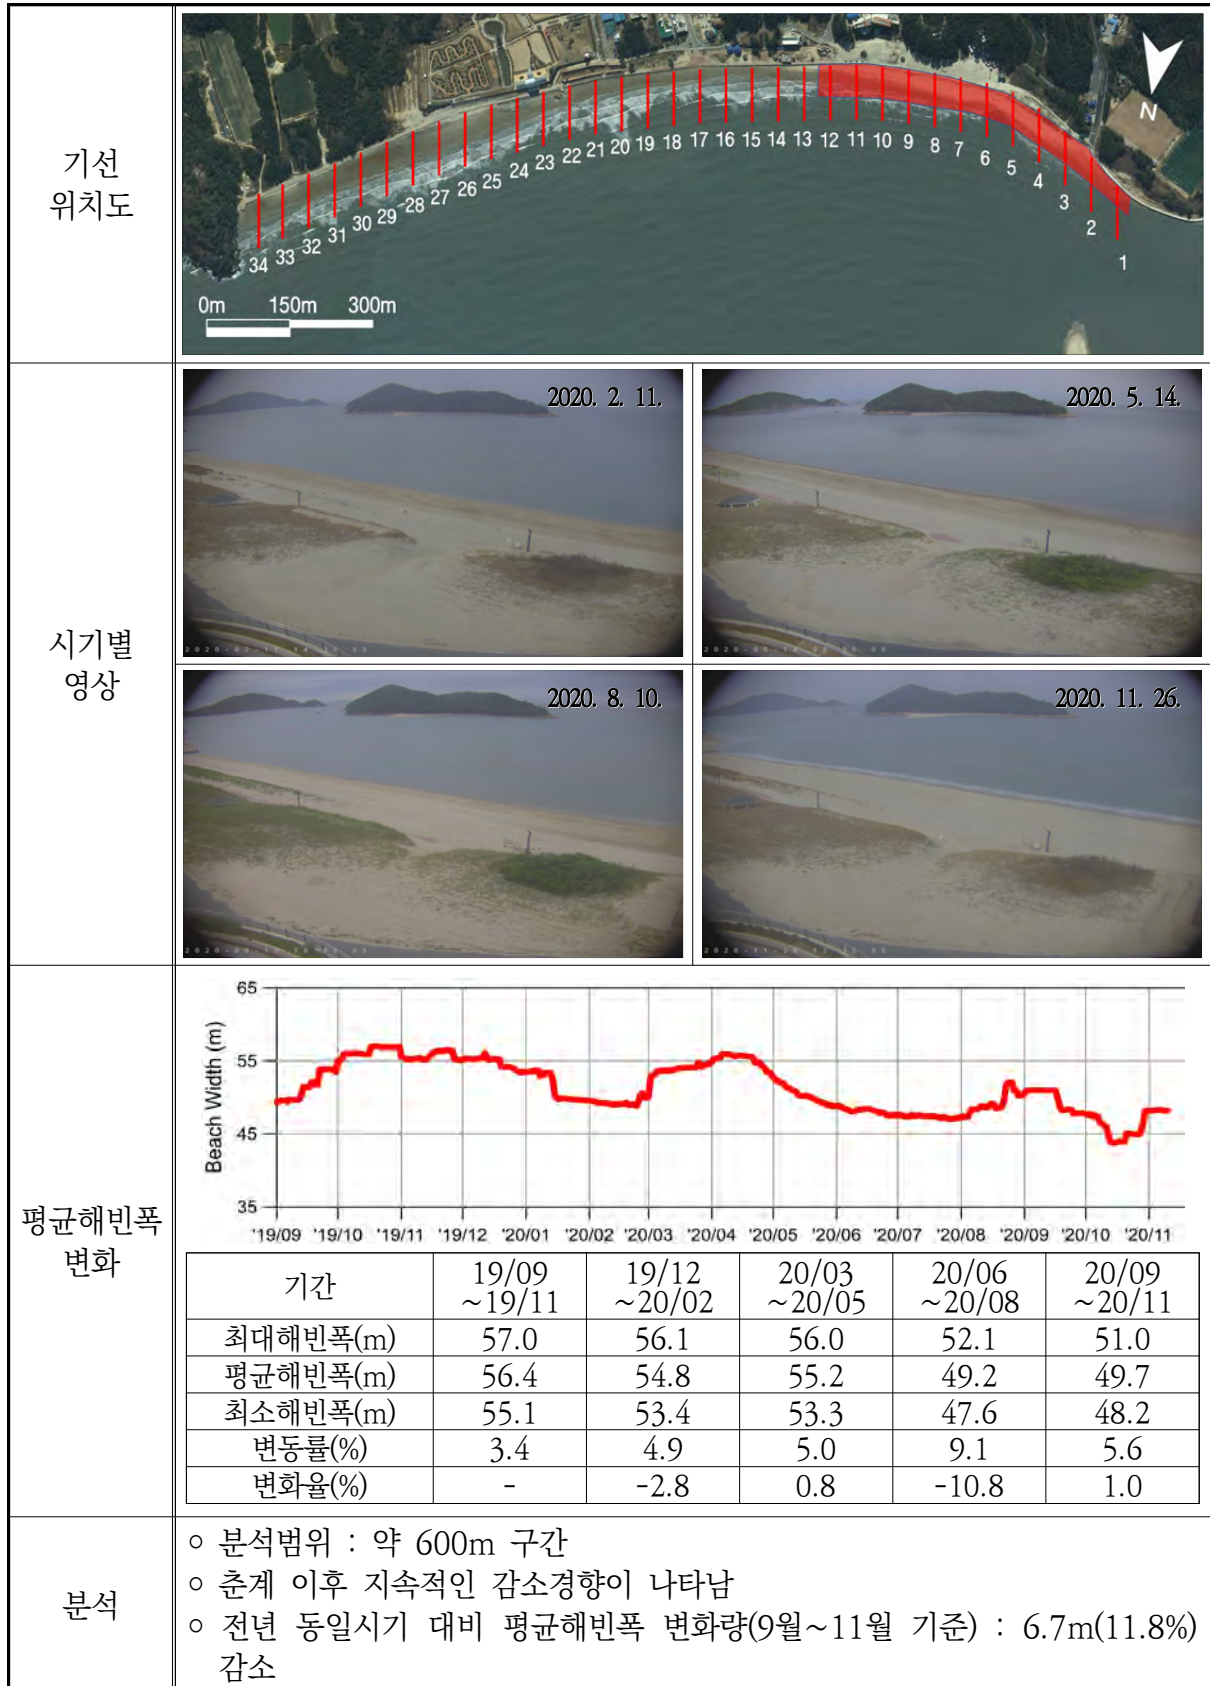 기선
위치도
N
34 33 32 31 30 29 28 27 26 25 24 23 22 21 20 19 18 17 16 15 14 13 12 11 10 9 8 7 6 5 4 3 2 1
0m 150m 300m
시기별
영상
2020. 2. 11.
2020. 5. 14.
2020. 8. 10.
2020. 11. 26.
평균해빈폭
변화
Beach Width (m)
65
55
45
35
'19/09 '19/10 '19/11 '19/12 '20/01 '20/02 '20/03 '20/04 '20/05 '20/06 '20/07 '20/08 '20/09 '20/10 '20/11
기간 19/09 ~19/11 19/12 ~20/02 20/03 ~20/05 20/06 ~20/08 20/09 ~20/11
최대해빈폭(m) 57.0 56.1 56.0 52.1 51.0
평균해빈폭(m) 56.4 54.8 55.2 49.2 49.7
최소해빈폭(m) 55.1 53.4 53.3 47.6 48.2
변동률(%) 3.4 4.9 5.0 9.1 5.6
변화율(%) - -2.8 0.8 -10.8 1.0
분석
○ 분석범위 : 약 600m 구간
○ 춘계 이후 지속적인 감소경향이 나타남
○ 전년 동일시기 대비 평균해빈폭 변화량(9월~11월 기준) : 6.7m(11.8%)
감소